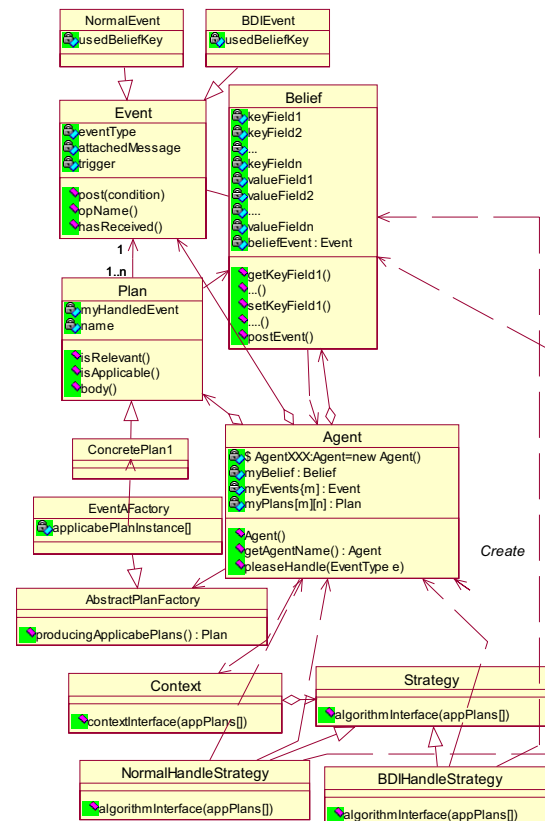 NormalEvent
usedBeliefKey
BDIEvent
usedBeliefKey
Event
eventType
attachedMessage
trigger
post(condition)
opName()
hasReceived()
Belief
keyField1
keyField2
...
keyFieldn
valueField1
valueField2
....
valueFieldn
beliefEvent : Event
getKeyField1()
...()
setKeyField1()
....()
postEvent()
1
1..n
Plan
myHandledEvent
name
isRelevant()
isApplicable()
body()
ConcretePlan1
EventAFactory
applicabePlanInstance[]
AbstractPlanFactory
producingApplicabePlans() : Plan
Agent
$ AgentXXX:Agent=new Agent()
myBelief : Belief
myEvents{m] : Event
myPlans[m][n] : Plan
Agent()
getAgentName() : Agent
pleaseHandle(EventType e)
Create
Context
contextInterface(appPlans[])
Strategy
algorithmInterface(appPlans[])
NormalHandleStrategy
algorithmInterface(appPlans[])
BDIHandleStrategy
algorithmInterface(appPlans[])